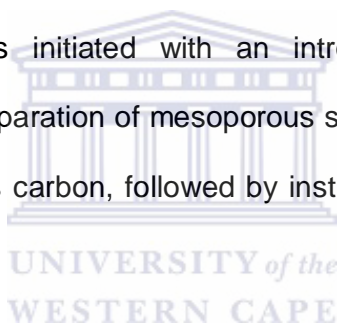 s initiated with an intr
paration of mesoporous s
carbon, followed by inst
UNIVERSITY of the
WESTERN CAPE